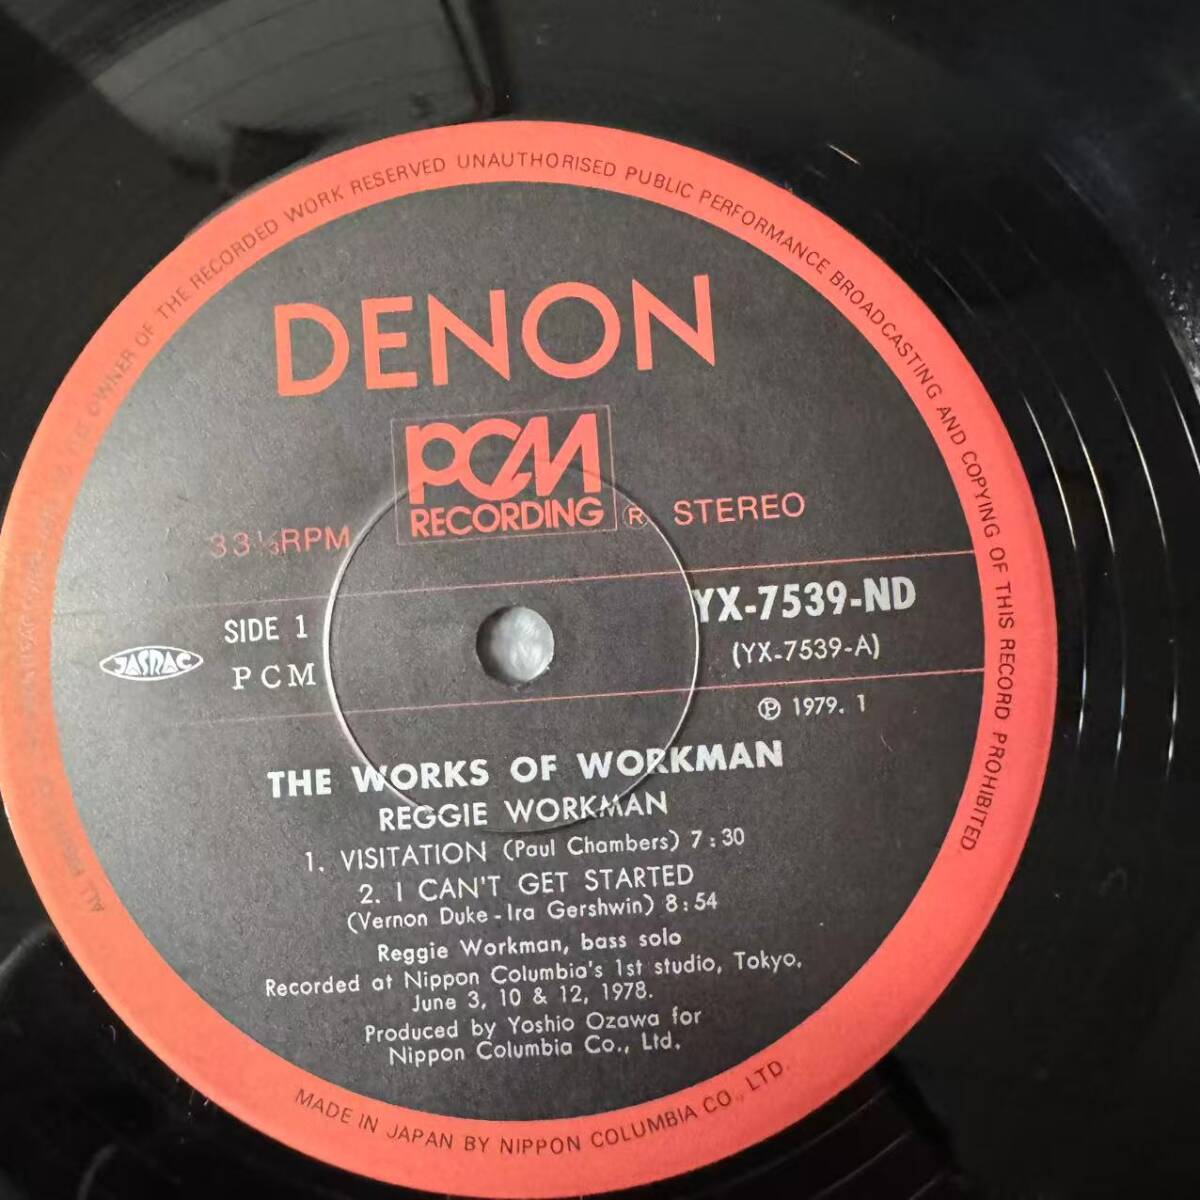 ALL RIGHTS OF THE OWNER OF THE RECORDED WORK RESERVED UNAUTHORISED PUBLIC PERFORMANCE BROADCASTING AND COPYING OF THIS RECORD PROHIBITED
DENON
PCM
RECORDING ® STEREO
33⅓RPM
SIDE 1
PCM
JASRAC
YX-7539-ND
(YX-7539-A)
℗ 1979. 1
THE WORKS OF WORKMAN
REGGIE WORKMAN
1. VISITATION (Paul Chambers) 7:30
2. I CAN'T GET STARTED
(Vernon Duke-Ira Gershwin) 8:54
Reggie Workman, bass solo
Recorded at Nippon Columbia's 1st studio, Tokyo.
June 3, 10 & 12, 1978.
Produced by Yoshio Ozawa for
Nippon Columbia Co., Ltd.
MADE IN JAPAN BY NIPPON COLUMBIA CO., LTD.